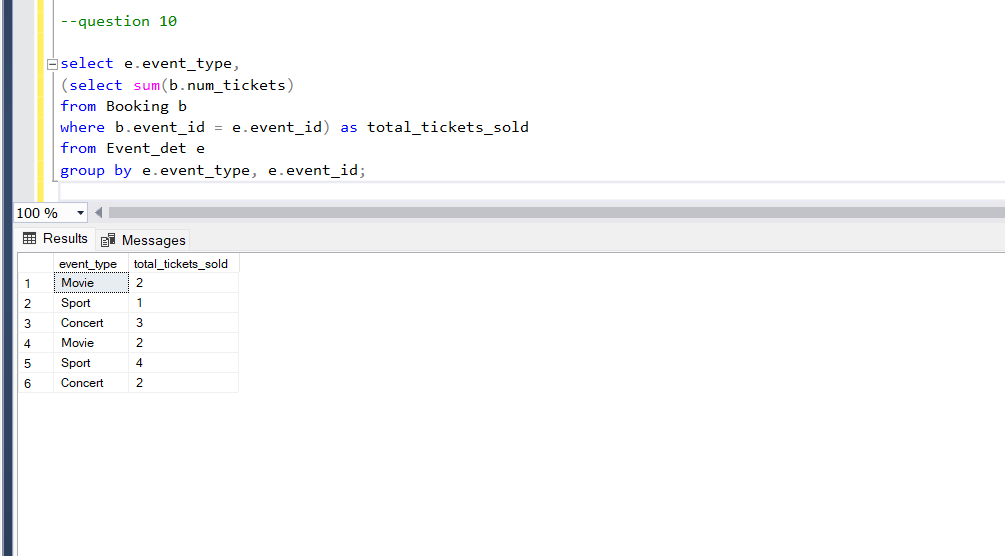 --question 10
select e.event_type,
(select sum(b.num_tickets)
from Booking b
where b.event_id = e.event_id) as total_tickets_sold
from Event_det e
group by e.event_type, e.event_id;
100 %
Results Messages
event_type total_tickets_sold
1 Movie 2
2 Sport 1
3 Concert 3
4 Movie 2
5 Sport 4
6 Concert 2